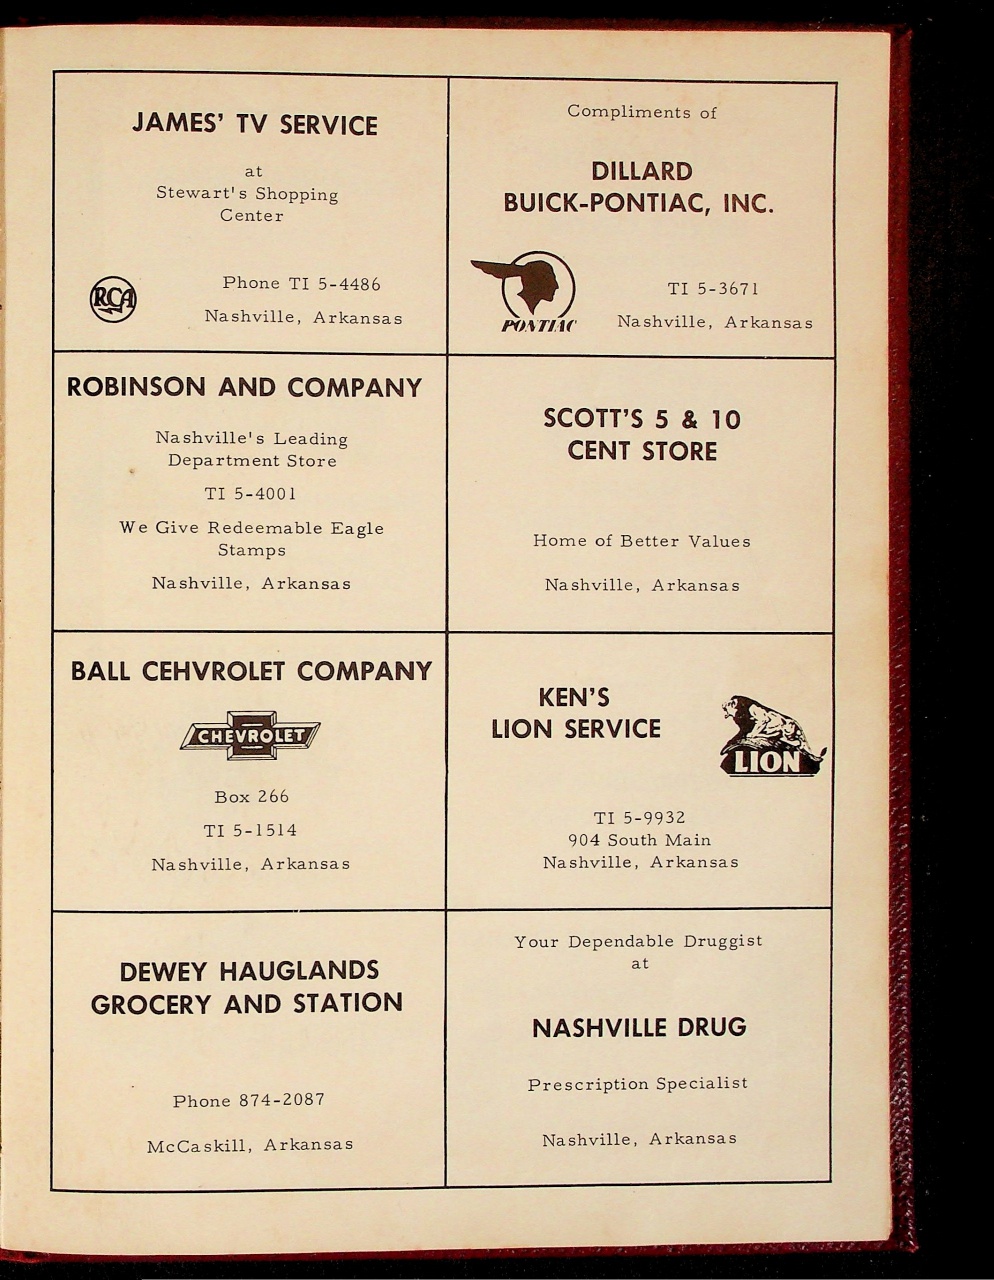 JAMES' TV SERVICE
at
Stewart's Shopping
Center
RCA
Phone TI 5-4486
Nashville, Arkansas
Compliments of
DILLARD
BUICK-PONTIAC, INC.
PONTIAC
TI 5-3671
Nashville, Arkansas
ROBINSON AND COMPANY
Nashville's Leading
Department Store
TI 5-4001
We Give Redeemable Eagle
Stamps
Nashville, Arkansas
SCOTT'S 5 & 10
CENT STORE
Home of Better Values
Nashville, Arkansas
BALL CEHVROLET COMPANY
CHEVROLET
Box 266
TI 5-1514
Nashville, Arkansas
KEN'S
LION SERVICE
LION
TI 5-9932
904 South Main
Nashville, Arkansas
DEWEY HAUGLANDS
GROCERY AND STATION
Phone 874-2087
McCaskill, Arkansas
Your Dependable Druggist
at
NASHVILLE DRUG
Prescription Specialist
Nashville, Arkansas